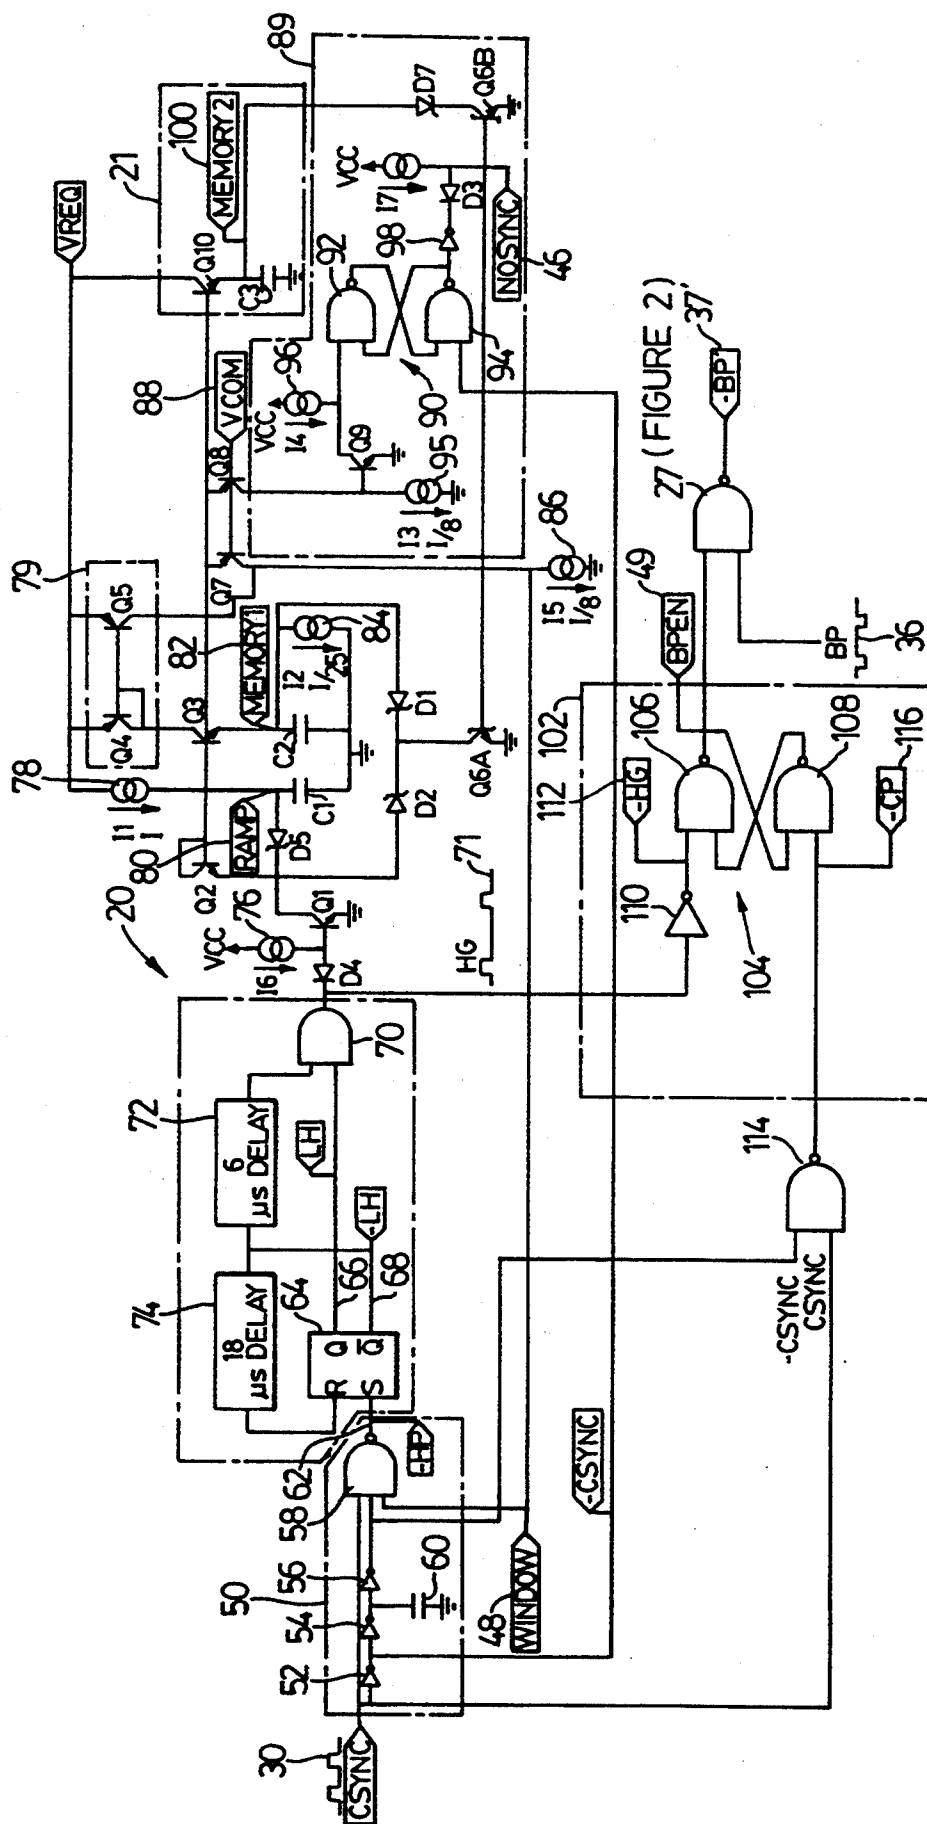 30
CSYNC
50
52
54
56
60
58
62
-HP
48
WINDOW
-CSYNC
74
18
µs DELAY
72
6
µs DELAY
64
R Q
S Q̅
66
68
LH
-LH
70
20
VCC
I6
76
D4
Q1
HG
71
80
RAMP
D5
C1
Q2
I1
I
78
79
Q4
Q5
Q3
82
MEMORY1
C2
I2
I/25
84
D2
D1
Q6A
Q7
Q8
88
VCOM
VREQ
21
Q10
MEMORY 2
100
C3
89
VCC
I4
96
Q9
I3
I/8
95
90
92
94
98
VCC
I7
D3
NOSYNC
46
D7
Q6B
I5
I/8
86
114
-CSYNC
CSYNC
102
112
-HG
110
104
106
108
-CP
116
49
BPEN
BP
36
27 (FIGURE 2)
-BP'
37'